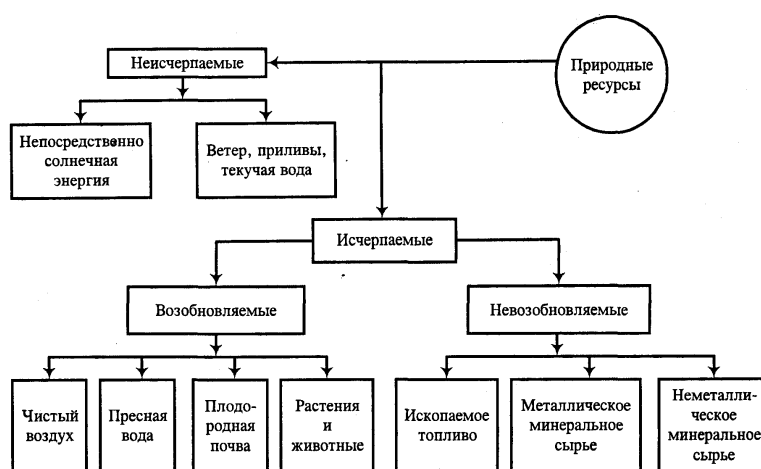 Неисчерпаемые
Природные
ресурсы
Непосредственно
солнечная
энергия
Ветер, приливы,
текучая вода
Исчерпаемые
Возобновляемые
Невозобновляемые
Чистый
воздух
Пресная
вода
Плодо-
родная
почва
Растения
и
животные
Ископаемое
топливо
Металлическое
минеральное
сырье
Неметалли-
ческое
минеральное
сырье